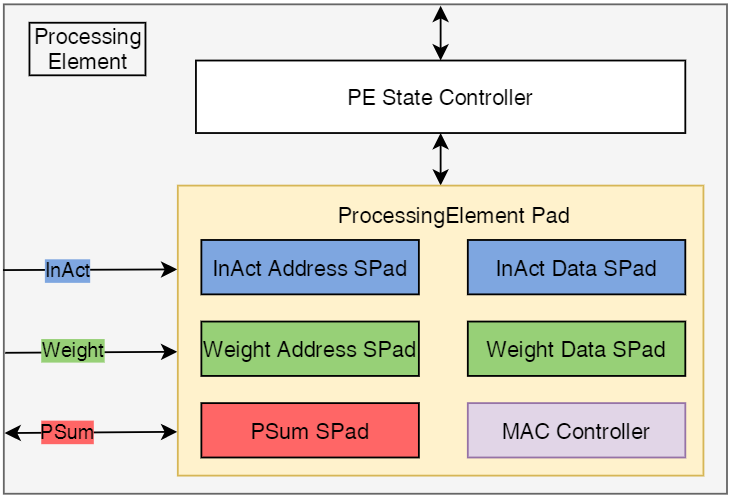 Processing
Element
PE State Controller
ProcessingElement Pad
InAct
InAct Address SPad
InAct Data SPad
Weight
Weight Address SPad
Weight Data SPad
PSum
PSum SPad
MAC Controller